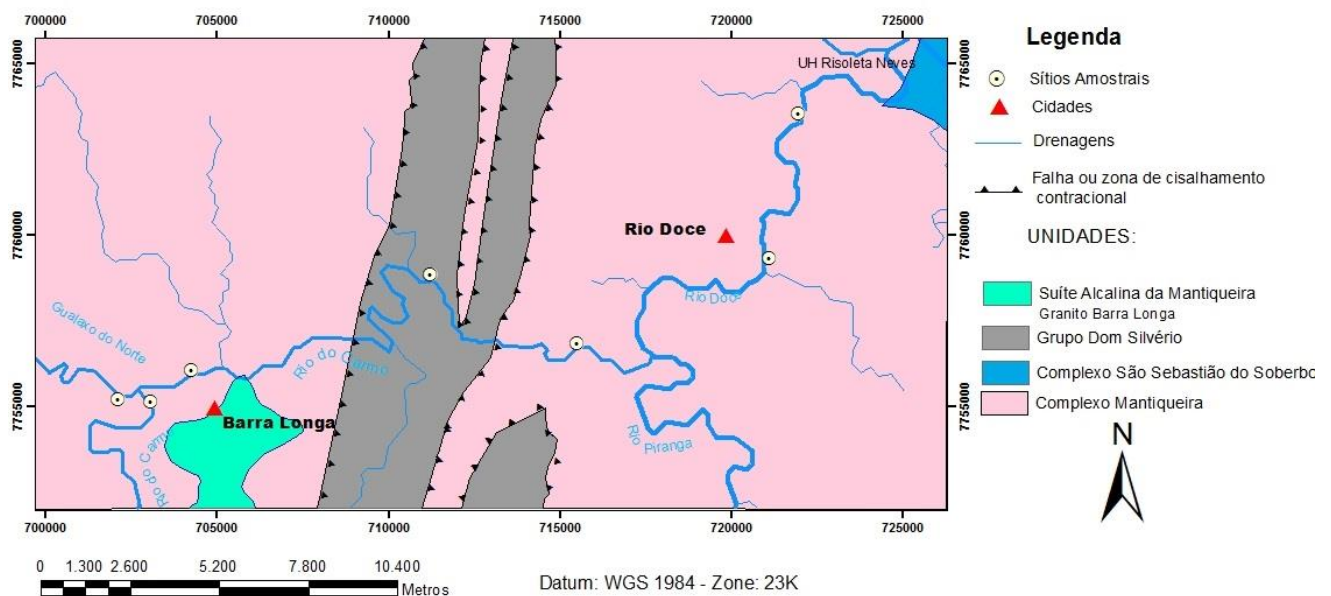 700000 705000 710000 715000 720000 725000
7765000
7760000
7755000
UH Risoleta Neves
7765000
7760000
7755000
Rio Doce
Rio Doce
Gualaxo do Norte
Rio do Carmo
Barra Longa
Rio do Carmo
Rio Piranga
700000 705000 710000 715000 720000 725000
0 1.300 2.600 5.200 7.800 10.400
Metros
Datum: WGS 1984 - Zone: 23K
Legenda
Sítios Amostrais
Cidades
Drenagens
Falha ou zona de cisalhamento
contracional
UNIDADES:
Suíte Alcalina da Mantiqueira
Granito Barra Longa
Grupo Dom Silvério
Complexo São Sebastião do Soberbo
Complexo Mantiqueira
N